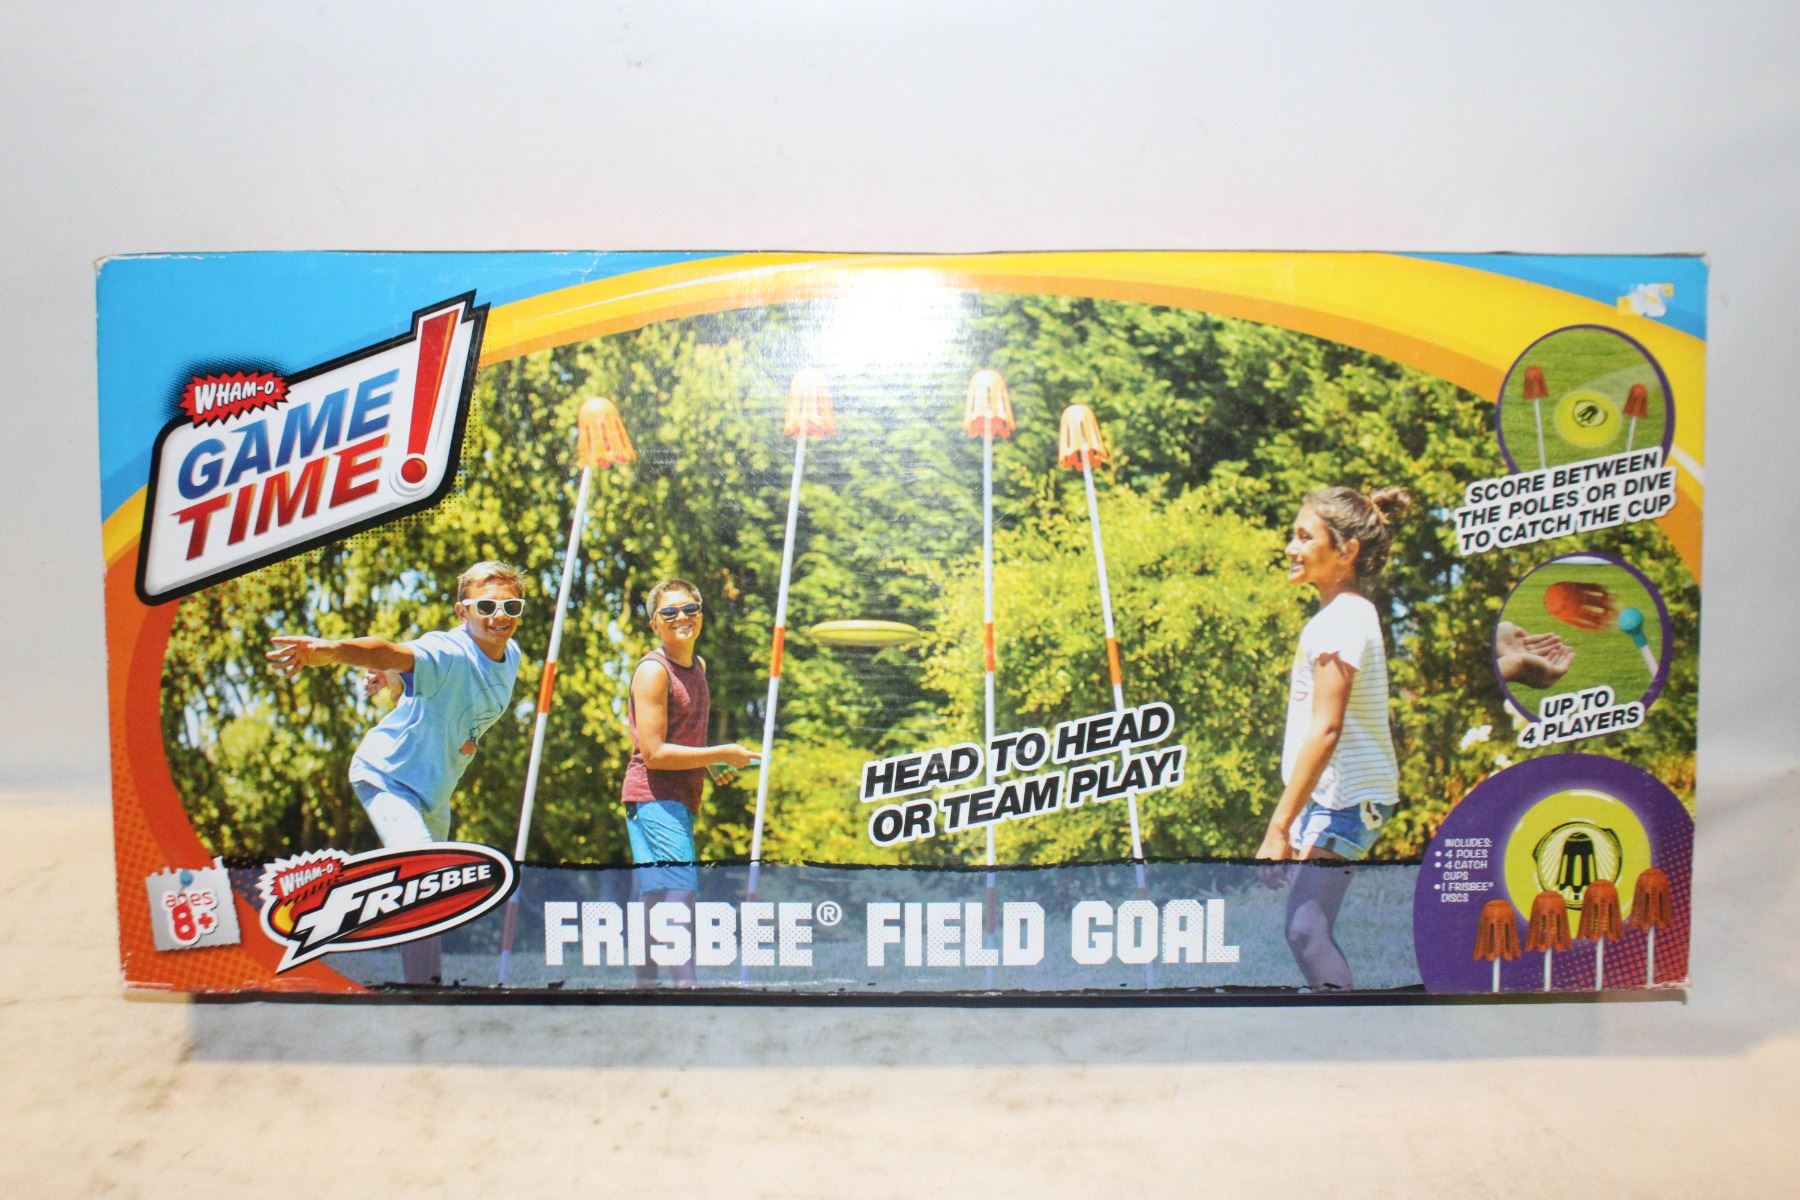 WHAM-O
GAME
TIME!
SCORE BETWEEN
THE POLES OR DIVE
TO CATCH THE CUP
UP TO
4 PLAYERS
HEAD TO HEAD
OR TEAM PLAY!
INCLUDES:
• 4 POLES
• 4 CATCH
CUPS
• 1 FRISBEE®
DISCS
ages
8+
WHAM-O
FRISBEE
FRISBEE® FIELD GOAL